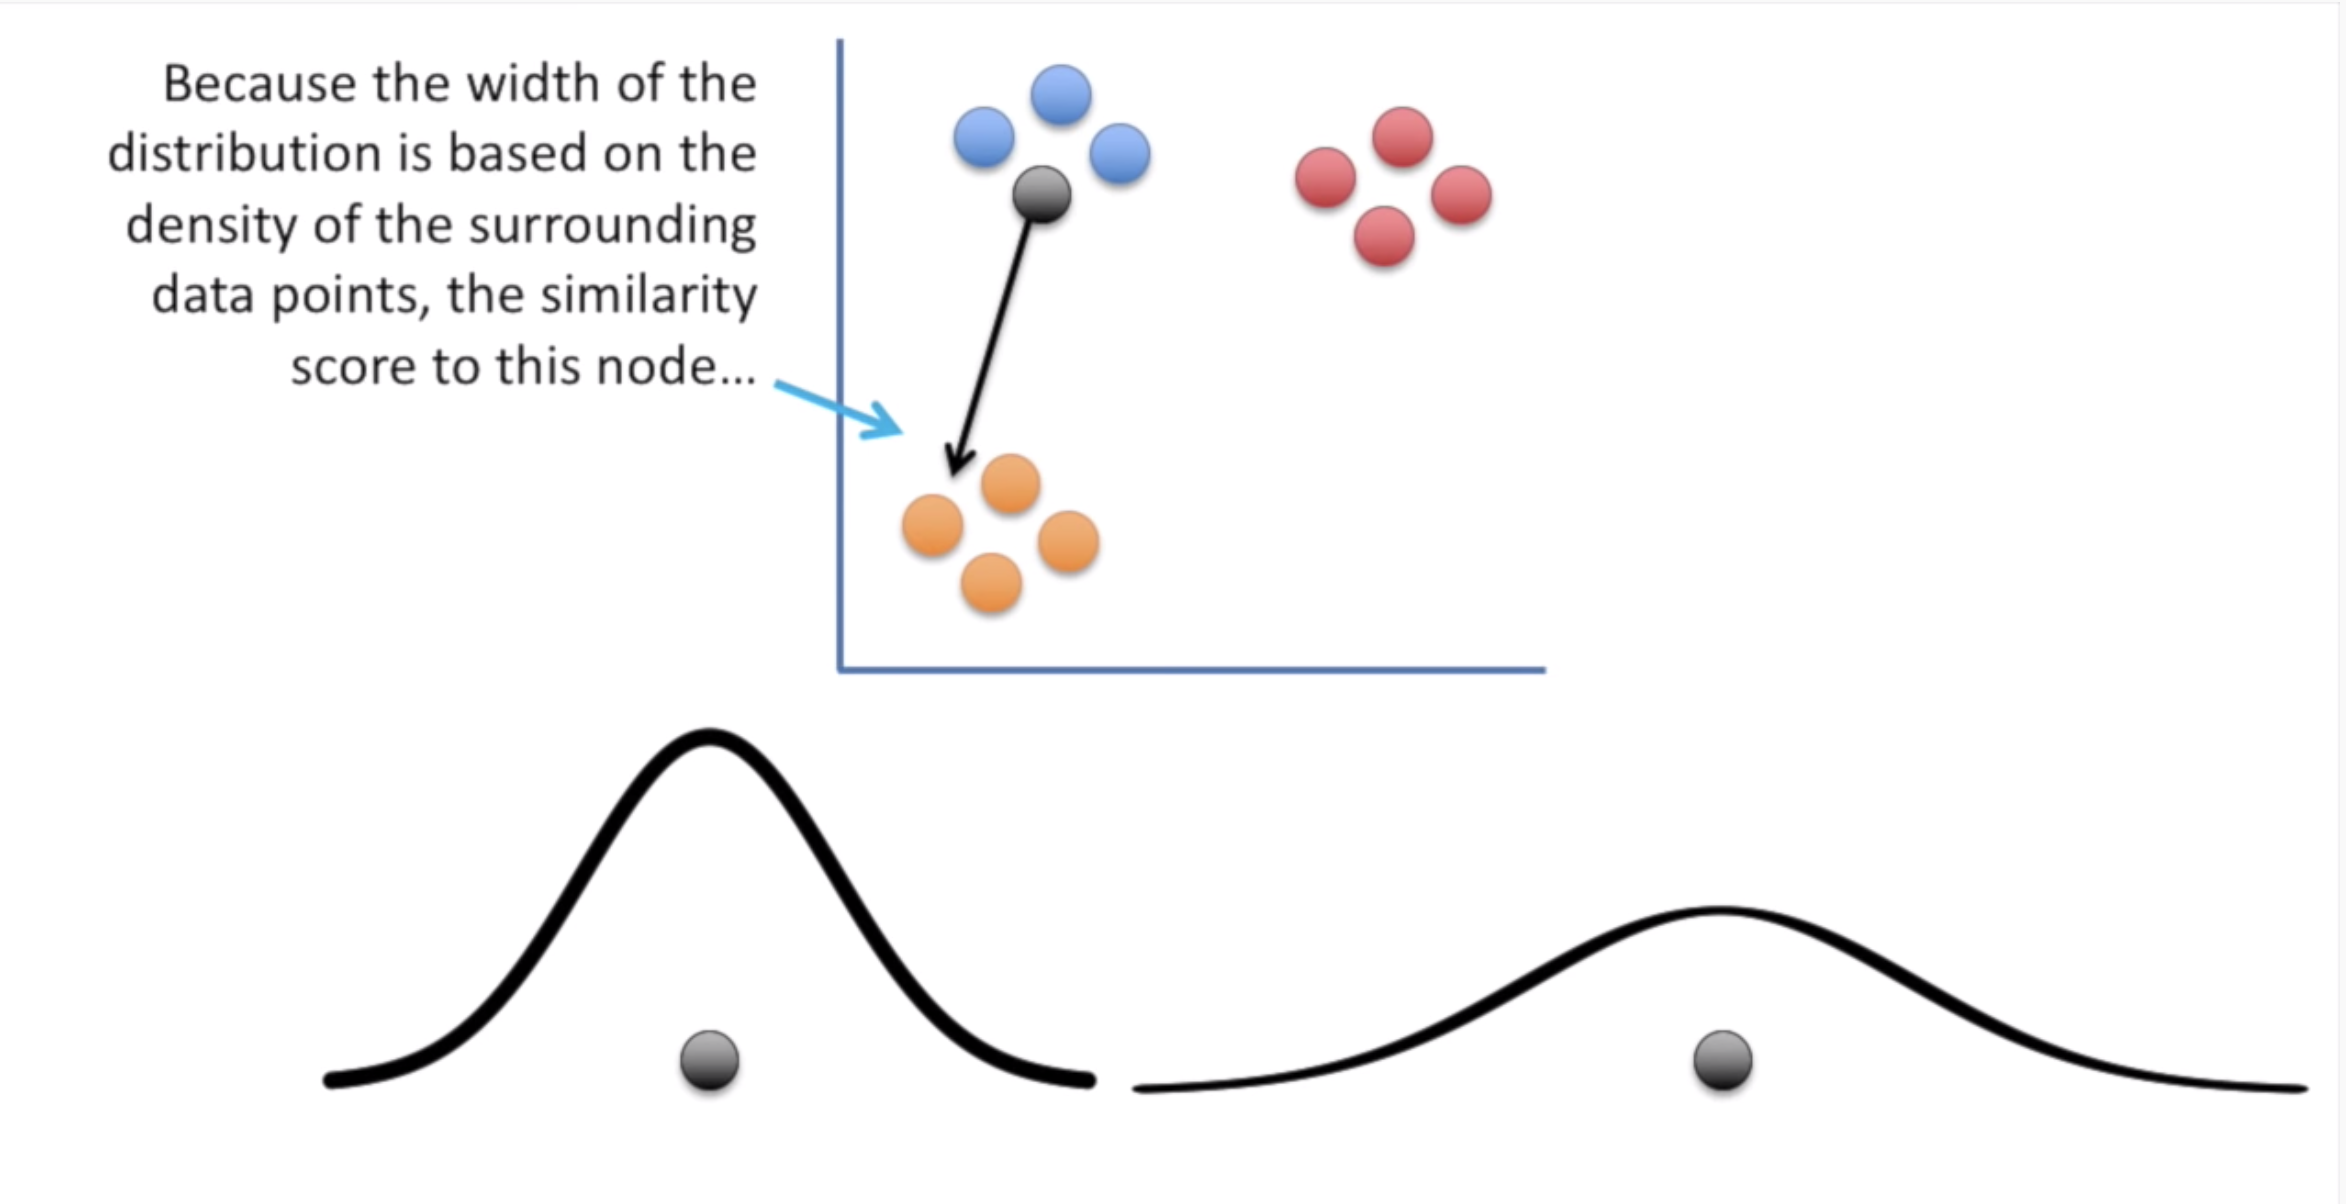 Because the width of the
distribution is based on the
density of the surrounding
data points, the similarity
score to this node...